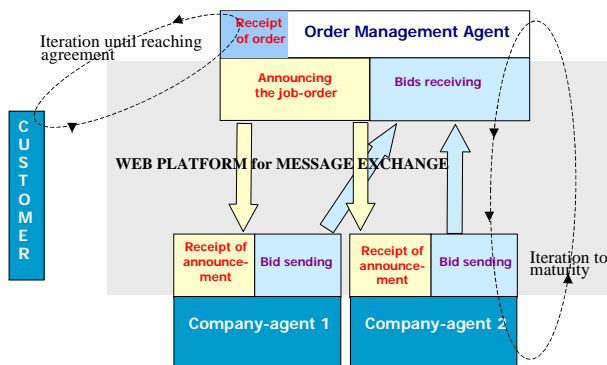 Iteration until reaching
agreement
Receipt
of order
Order Management Agent
Announcing
the job-order
Bids receiving
CUSTOMER
WEB PLATFORM for MESSAGE EXCHANGE
Receipt of
announce-
ment
Bid sending
Receipt of
announce-
ment
Bid sending
Iteration to
maturity
Company-agent 1
Company-agent 2